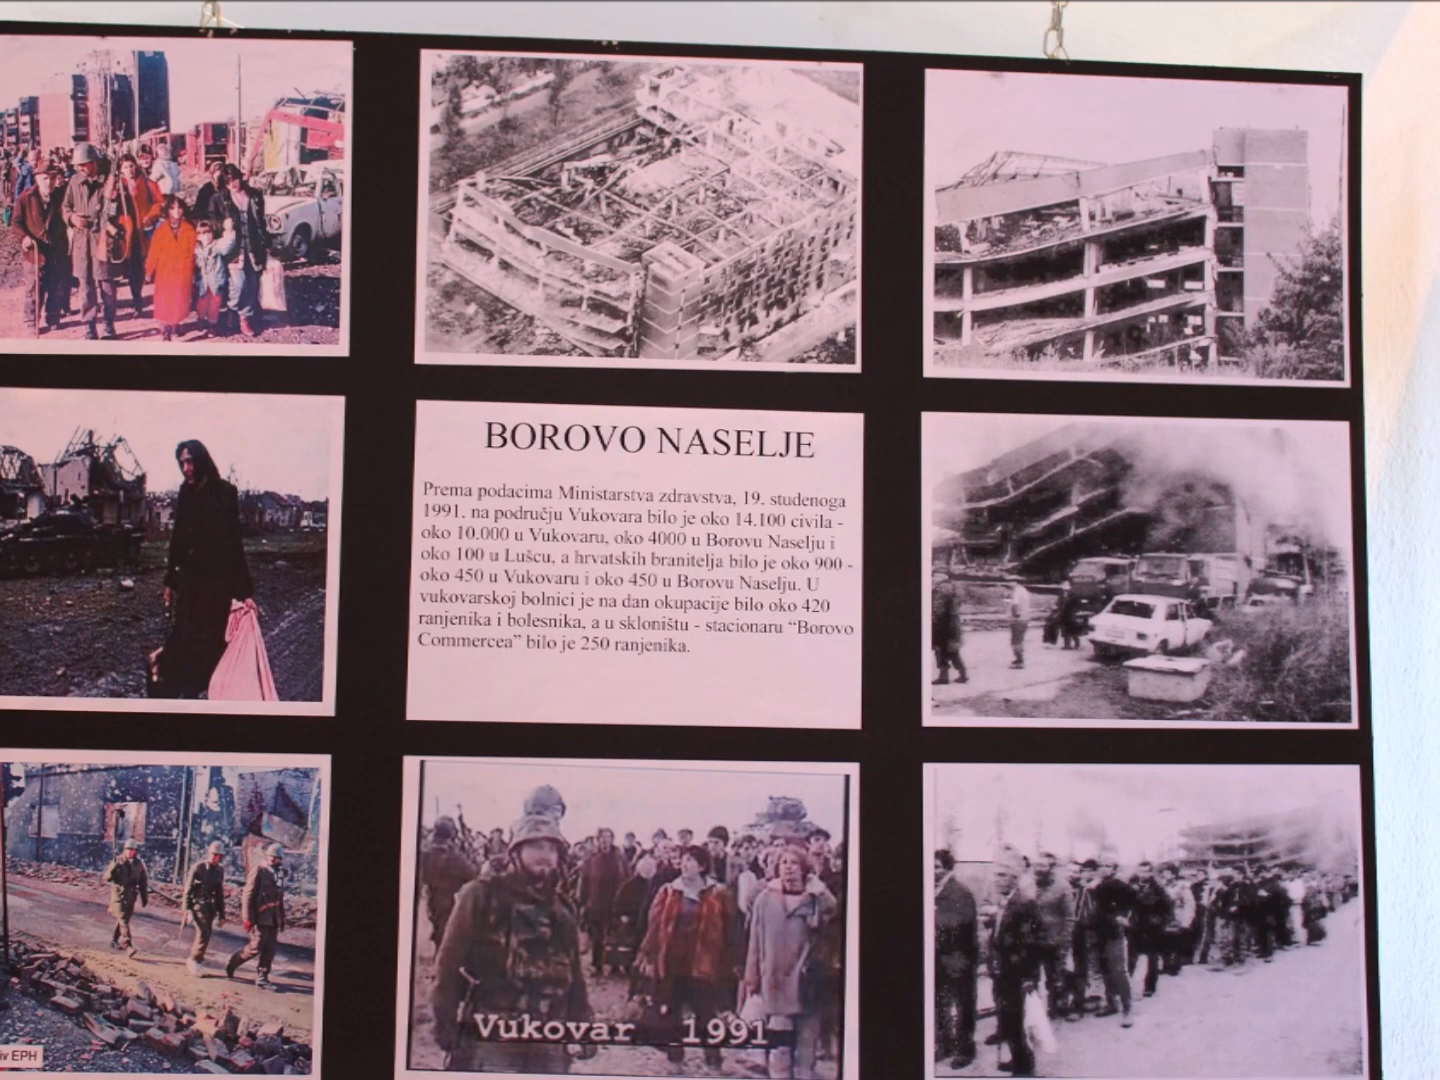 BOROVO NASELJE
Prema podacima Ministarstva zdravstva, 19. studenoga
1991. na području Vukovara bilo je oko 14.100 civila -
oko 10.000 u Vukovaru, oko 4000 u Borovu Naselju i
oko 100 u Lušcu, a hrvatskih branitelja bilo je oko 900 -
oko 450 u Vukovaru i oko 450 u Borovu Naselju. U
vukovarskoj bolnici je na dan okupacije bilo oko 420
ranjenika i bolesnika, a u skloništu - stacionaru “Borovo
Commercea” bilo je 250 ranjenika.
Vukovar 1991
iv EPH